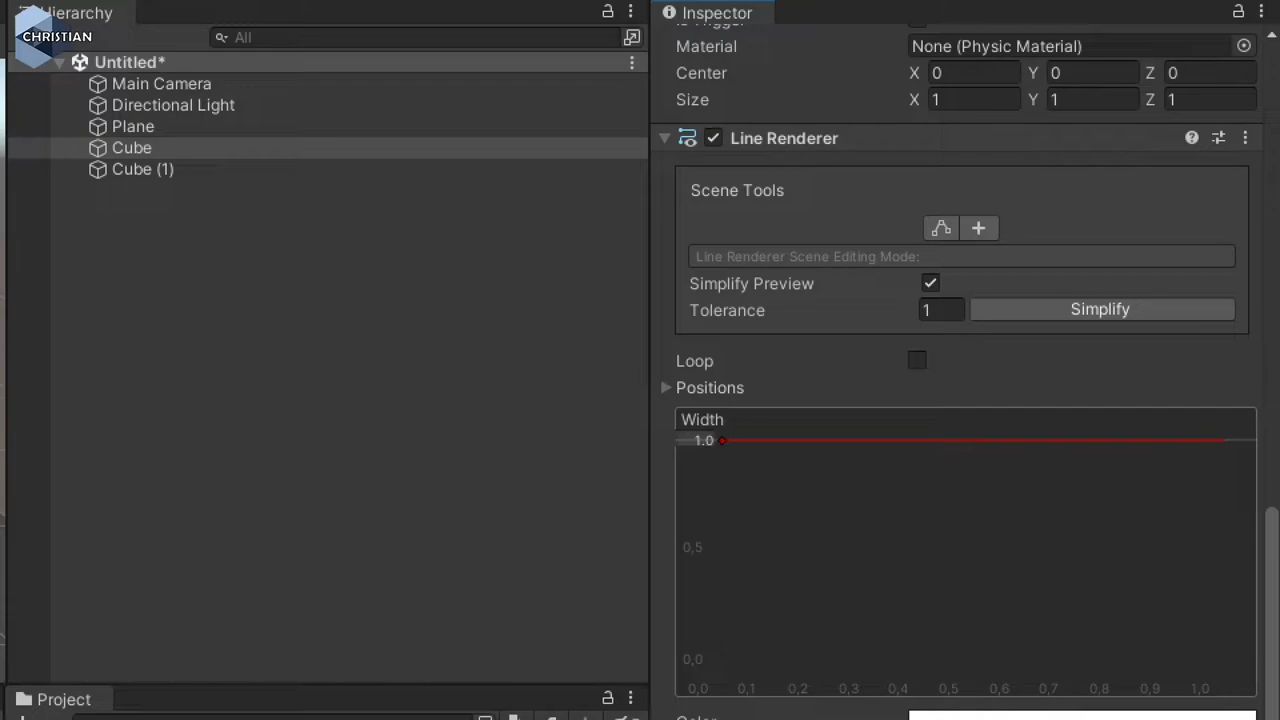 Hierarchy
CHRISTIAN
All
Untitled*
Main Camera
Directional Light
Plane
Cube
Cube (1)
Project
Inspector
Is Trigger
Material None (Physic Material)
Center X 0 Y 0 Z 0
Size X 1 Y 1 Z 1
Line Renderer
Scene Tools
Line Renderer Scene Editing Mode:
Simplify Preview
Tolerance 1 Simplify
Loop
Positions
Width
1.0
0,5
0,0
0,0 0,1 0,2 0,3 0,4 0,5 0,6 0,7 0,8 0,9 1,0
Color